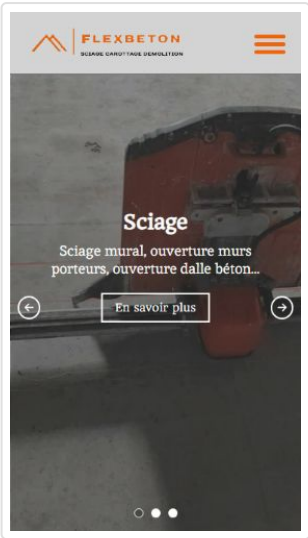 FLEXBETON
SCIAGE CAROTTAGE DEMOLITION
Sciage
Sciage mural, ouverture murs
porteurs, ouverture dalle béton...
En savoir plus